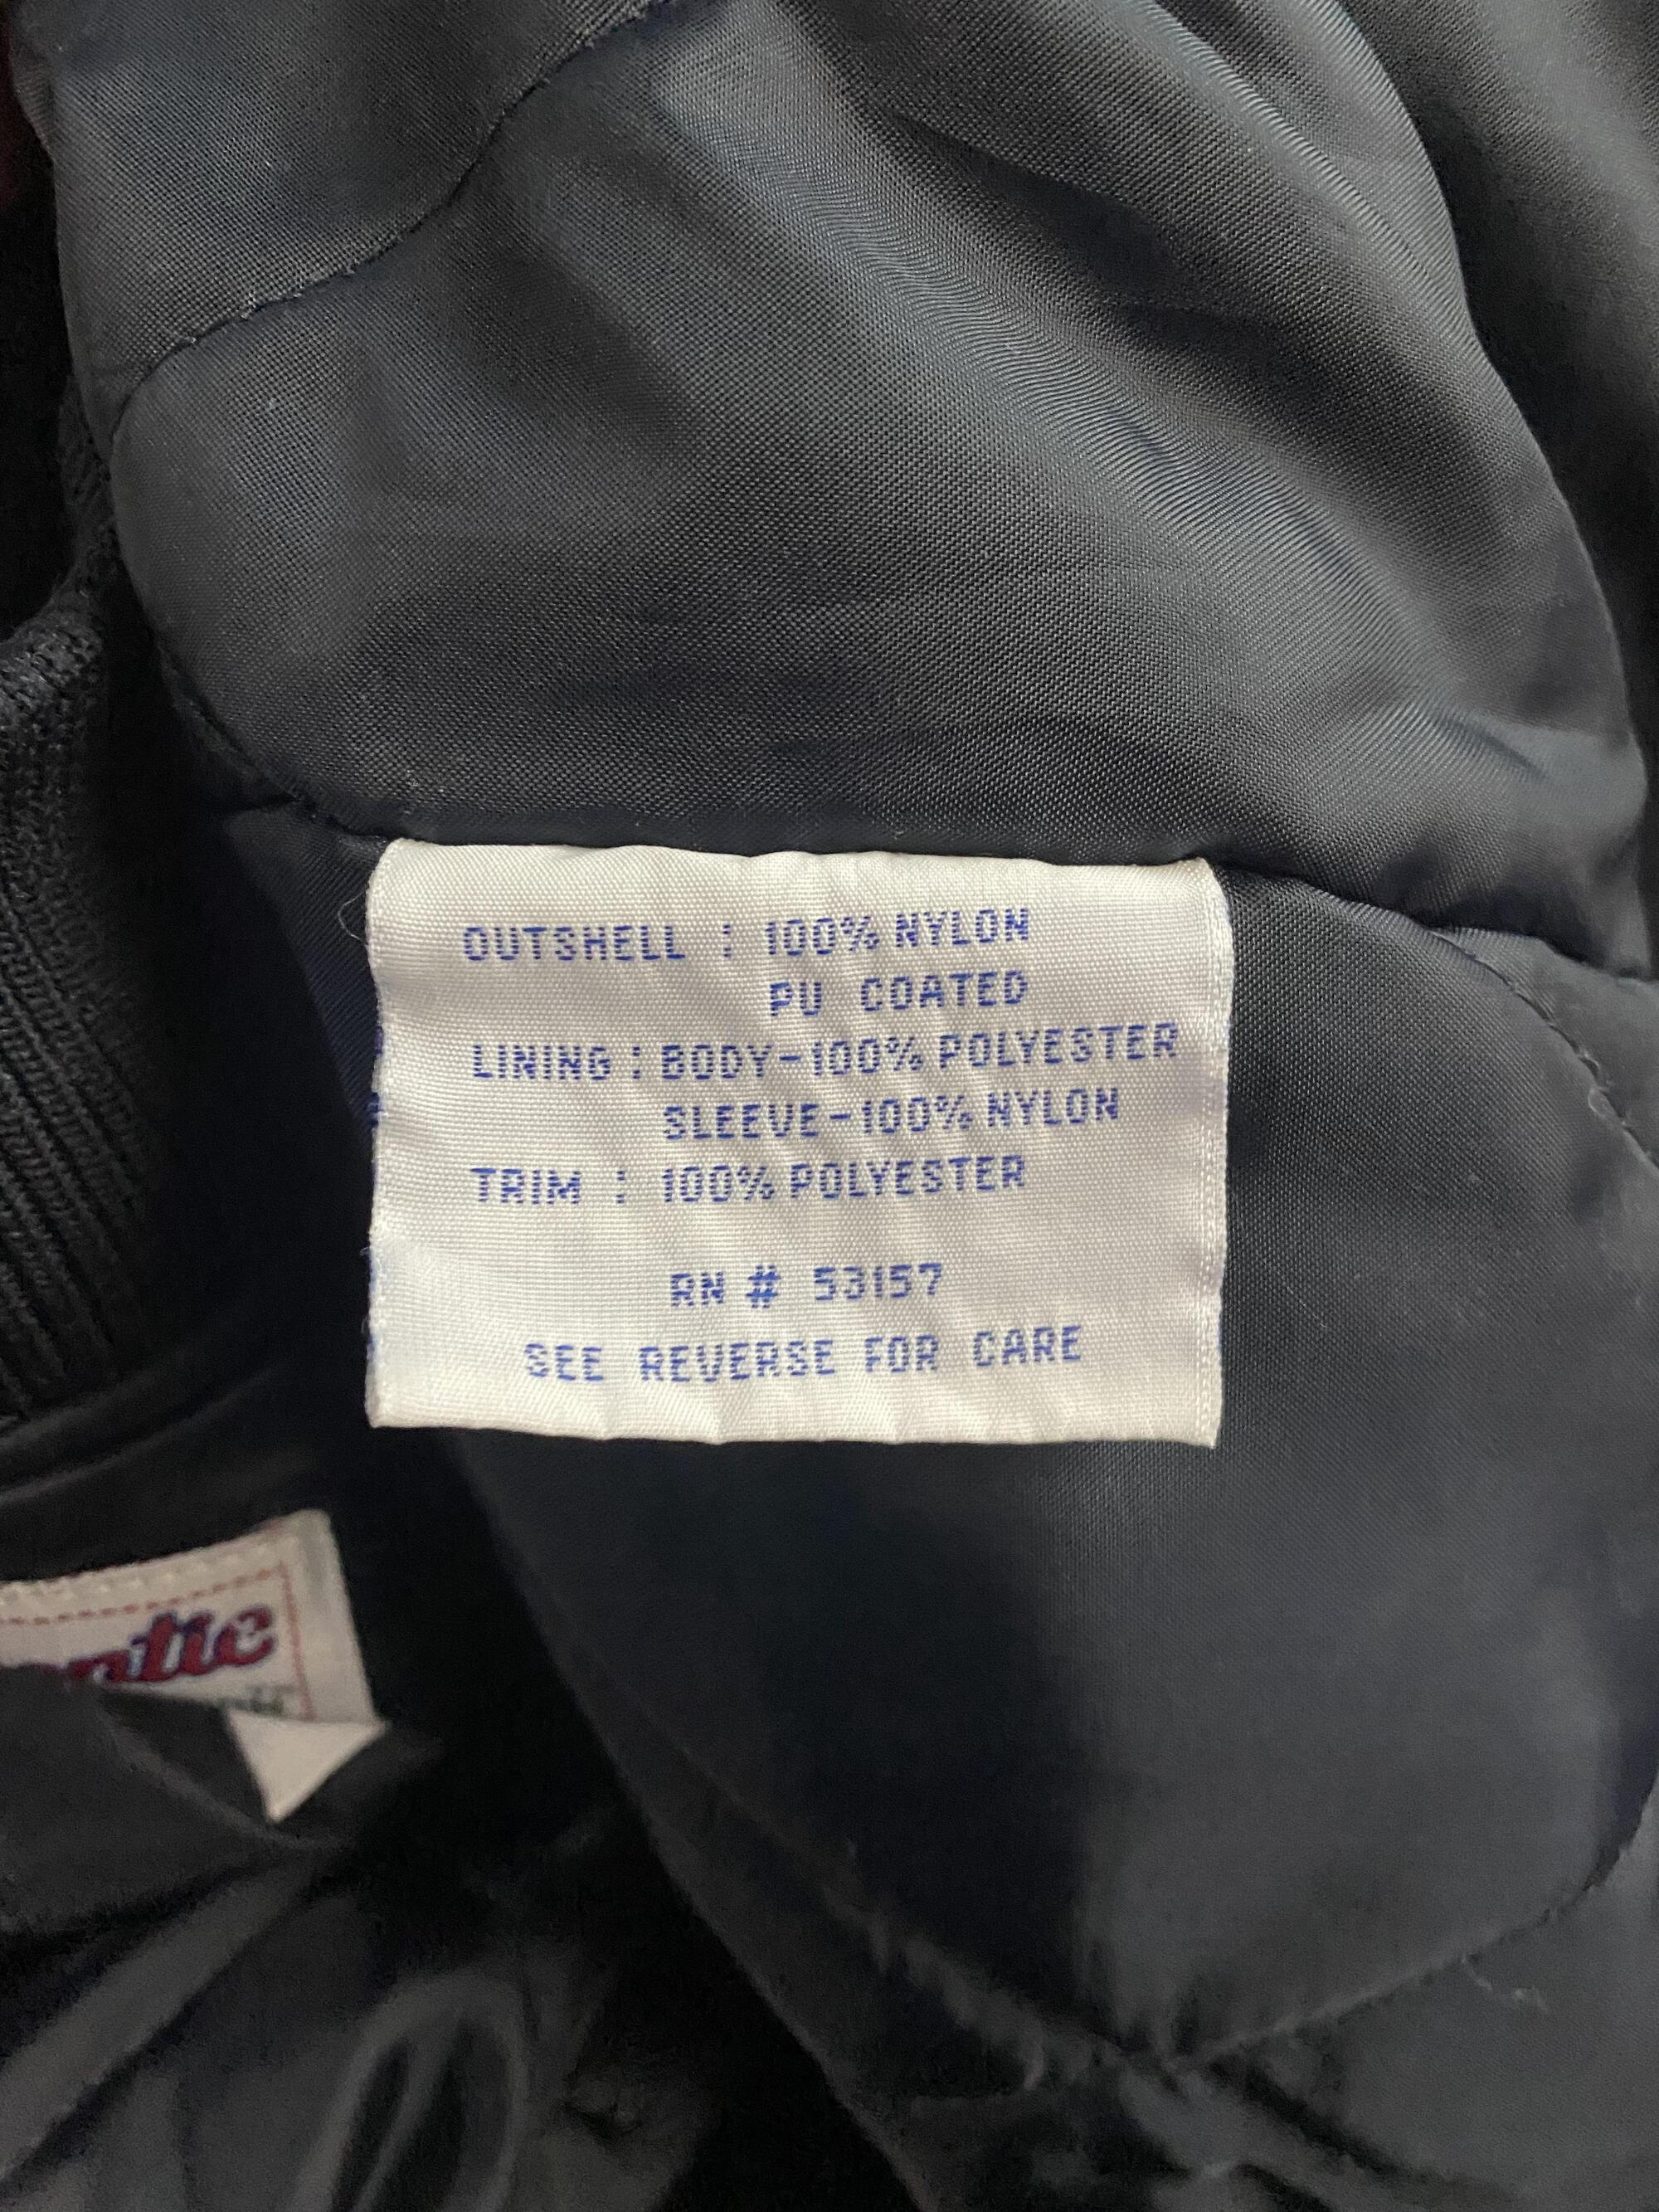 OUTSHELL : 100% NYLON
PU COATED
LINING : BODY-100% POLYESTER
SLEEVE-100% NYLON
TRIM : 100% POLYESTER
RN # 53157
SEE REVERSE FOR CARE